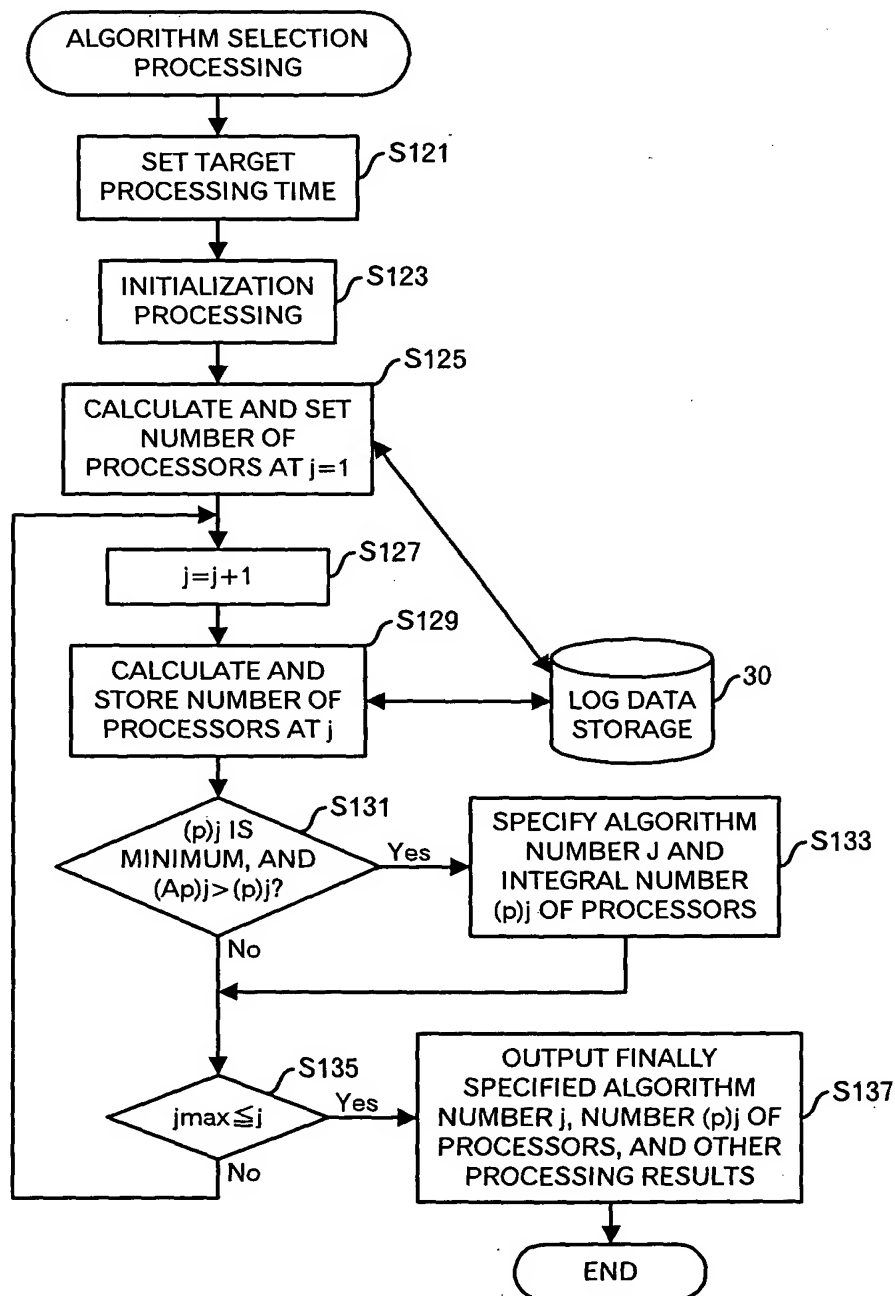 ALGORITHM SELECTION
PROCESSING
SET TARGET
PROCESSING TIME
S121
INITIALIZATION
PROCESSING
S123
CALCULATE AND SET
NUMBER OF
PROCESSORS AT j=1
S125
j=j+1
S127
CALCULATE AND
STORE NUMBER OF
PROCESSORS AT j
S129
LOG DATA
STORAGE
30
(p)j IS
MINIMUM, AND
(Ap)j>(p)j?
S131
Yes
No
SPECIFY ALGORITHM
NUMBER J AND
INTEGRAL NUMBER
(p)j OF PROCESSORS
S133
jmax≦j
S135
Yes
No
OUTPUT FINALLY
SPECIFIED ALGORITHM
NUMBER j, NUMBER (p)j OF
PROCESSORS, AND OTHER
PROCESSING RESULTS
S137
END